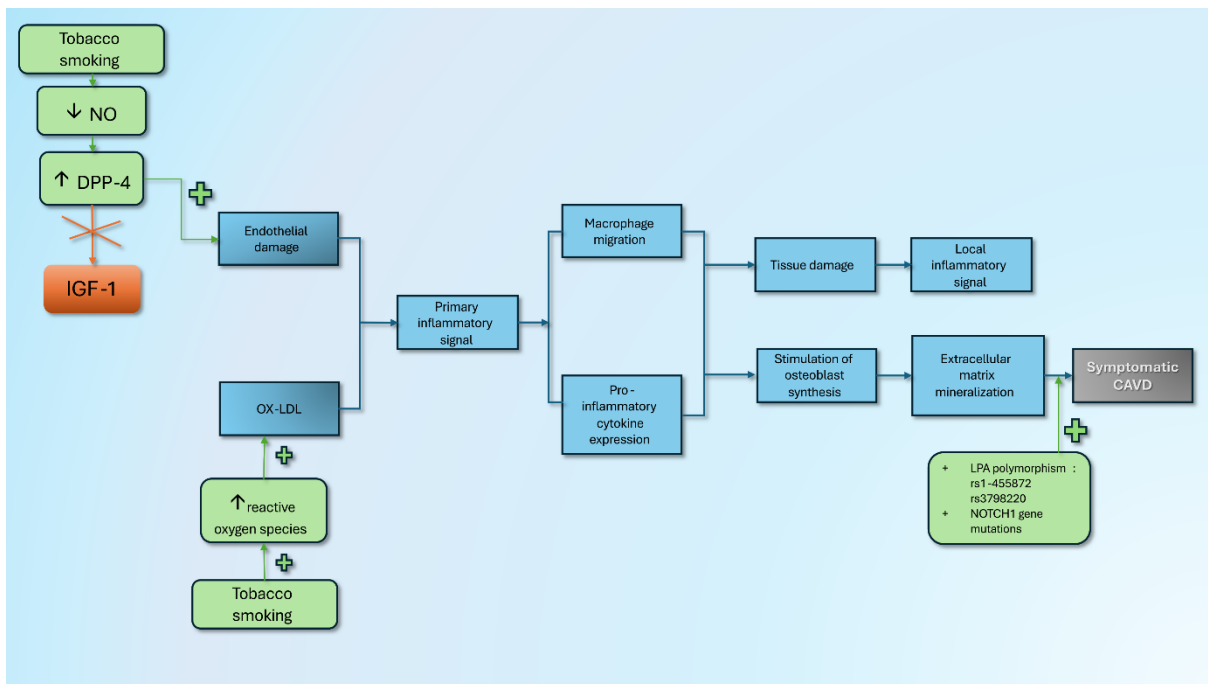 Tobacco
smoking
↓ NO
↑ DPP-4
IGF-1
Endothelial
damage
OX-LDL
↑reactive
oxygen species
Tobacco
smoking
Primary
inflammatory
signal
Macrophage
migration
Pro-
inflammatory
cytokine
expression
Tissue damage
Local
inflammatory
signal
Stimulation of
osteoblast
synthesis
Extracellular
matrix
mineralization
Symptomatic
CAVD
+ LPA polymorphism :
rs1-455872
rs3798220
+ NOTCH1 gene
mutations